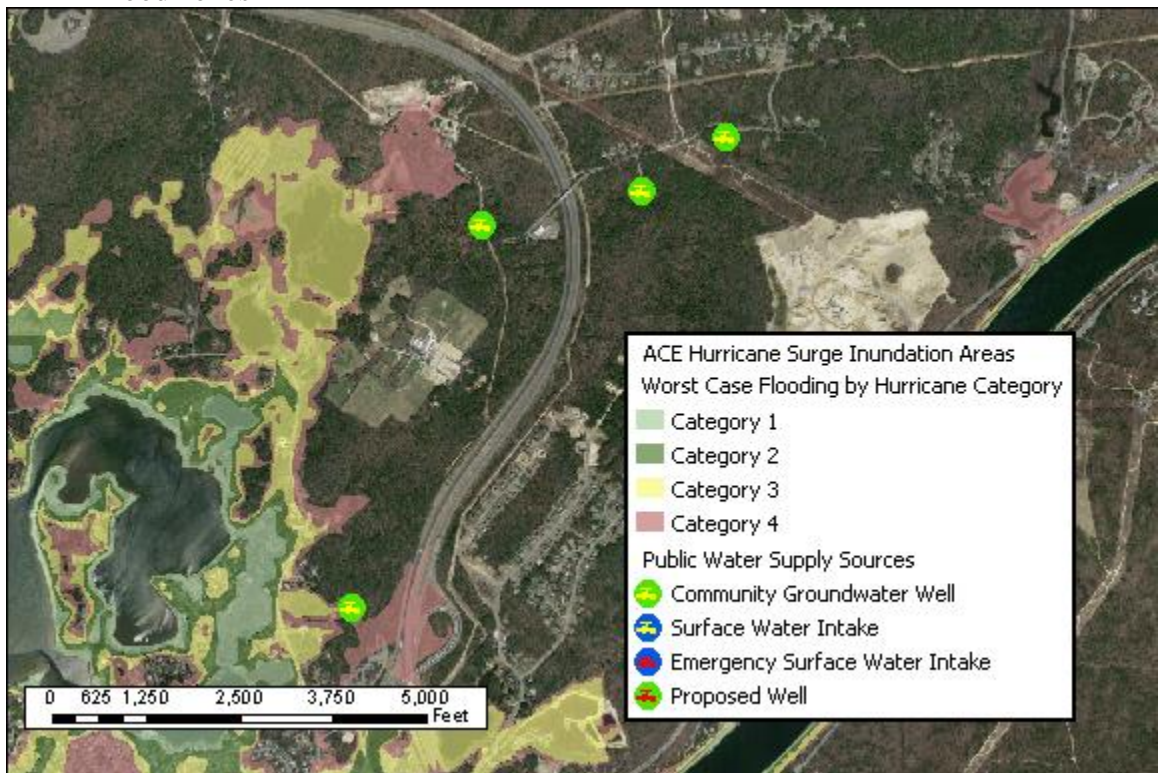 ACE Hurricane Surge Inundation Areas
Worst Case Flooding by Hurricane Category
Category 1
Category 2
Category 3
Category 4
Public Water Supply Sources
Community Groundwater Well
Surface Water Intake
Emergency Surface Water Intake
Proposed Well
0 625 1,250 2,500 3,750 5,000
Feet